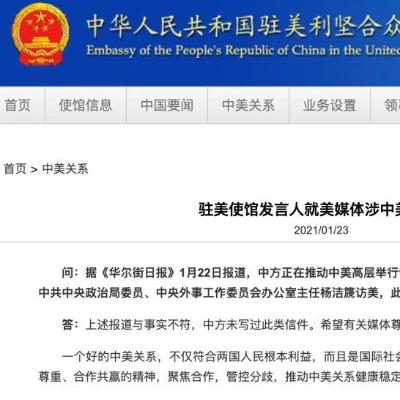 中华人民共和国驻美利坚合众
Embassy of the People's Republic of China in the United
首页 使馆信息 中国要闻 中美关系 业务设置 领
首页 > 中美关系
驻美使馆发言人就美媒体涉中美
2021/01/23
问：据《华尔街日报》1月22日报道，中方正在推动中美高层举行
中共中央政治局委员、中央外事工作委员会办公室主任杨洁篪访美，此
答：上述报道与事实不符，中方未写过此类信件。希望有关媒体尊
一个好的中美关系，不仅符合两国人民根本利益，而且是国际社会
尊重、合作共赢的精神，聚焦合作，管控分歧，推动中美关系健康稳定